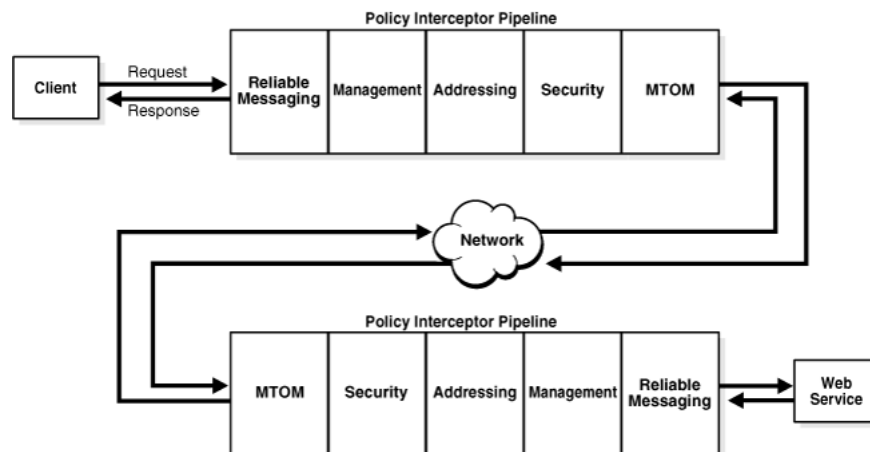 Policy Interceptor Pipeline
Client
Request
Response
Reliable
Messaging
Management
Addressing
Security
MTOM
Network
Policy Interceptor Pipeline
MTOM
Security
Addressing
Management
Reliable
Messaging
Web
Service